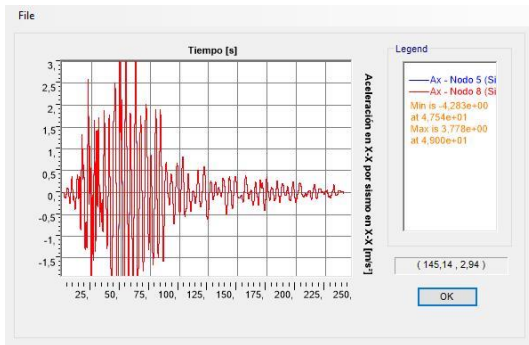 File
Tiempo [s]
3,
2,5
2,
1,5
1,
0,5
0,
-0,5
-1,
-1,5
25,
50,
75,
100,
125,
150,
175,
200,
225,
250,
Aceleración en X-X por sismo en X-X [m/s²]
Legend
Ax - Nodo 5 (Si
Ax - Nodo 8 (Si
Min is -4,283e+00
at 4,754e+01
Max is 3,778e+00
at 4,900e+01
( 145,14 , 2,94 )
OK